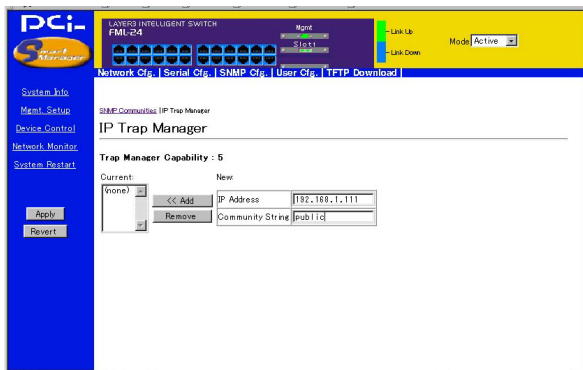 PCi-
Smart
Manager
LAYER3 INTELLIGENT SWITCH
FML-24
Mgmt
Slot1
Link Up
Link Down
Mode Active
Network Cfg. | Serial Cfg. | SNMP Cfg. | User Cfg. | TFTP Download |
System Info
Mgmt. Setup
Device Control
Network Monitor
System Restart
Apply
Revert
SNMP Communities | IP Trap Manager
IP Trap Manager
Trap Manager Capability : 5
Current: New:
(none)
<< Add
Remove
IP Address 192.168.1.111
Community String public